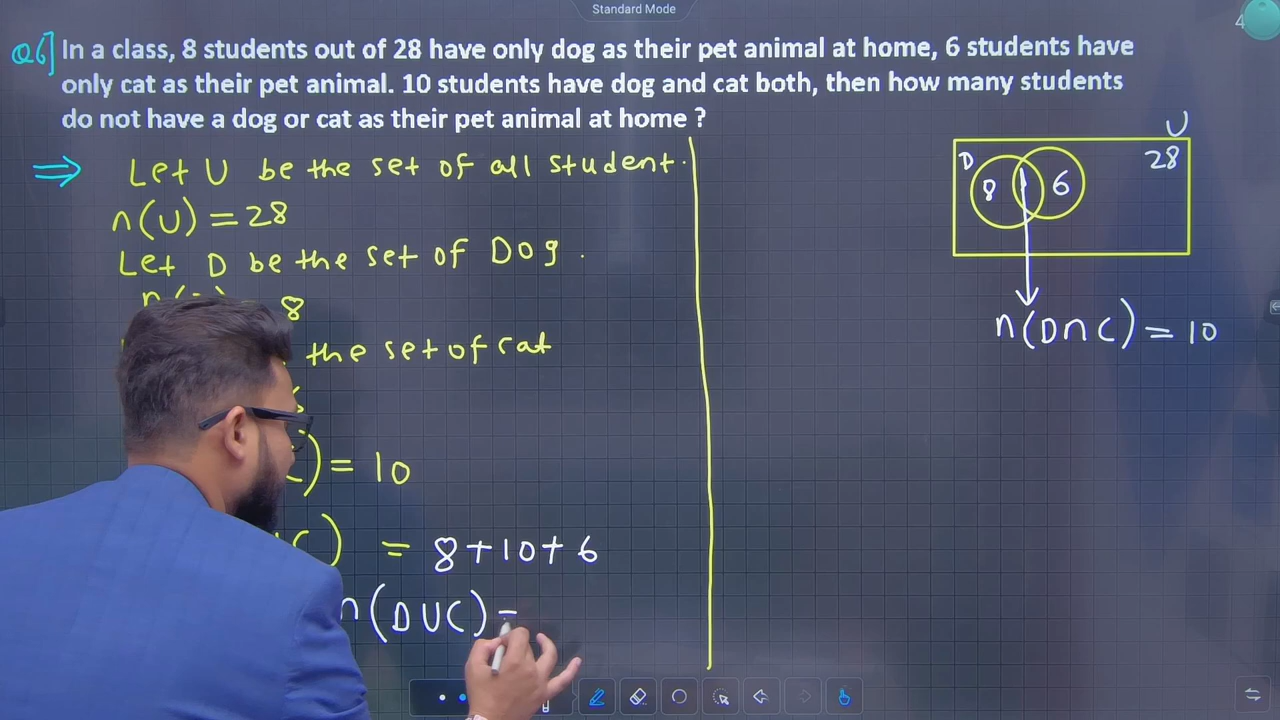 Standard Mode
4
Q6] In a class, 8 students out of 28 have only dog as their pet animal at home, 6 students have
only cat as their pet animal. 10 students have dog and cat both, then how many students
do not have a dog or cat as their pet animal at home ?
⇒ Let U be the set of all student.
n(U) = 28
Let D be the set of Dog .
8
the set of cat
) = 10
C) = 8+10+6
n(DUC) =
U
D 8 6 28
n(D∩C) = 10